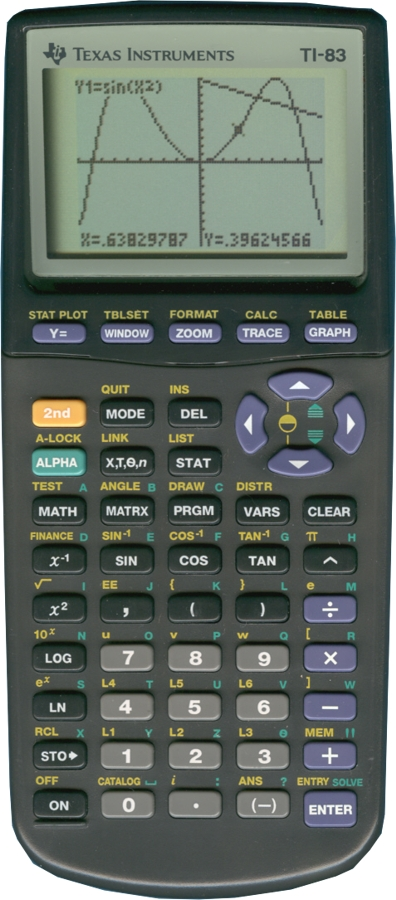 TEXAS INSTRUMENTS TI-83
Y1=sin(X²)
X=.63829787 Y=.39624566
STAT PLOT TBLSET FORMAT CALC TABLE
Y= WINDOW ZOOM TRACE GRAPH
QUIT INS
2nd MODE DEL
A-LOCK LINK LIST
ALPHA X,T,Θ,n STAT
TEST A ANGLE B DRAW C DISTR
MATH MATRX PRGM VARS CLEAR
FINANCE D SIN⁻¹ E COS⁻¹ F TAN⁻¹ G π H
x⁻¹ SIN COS TAN ^
√‾ I EE J { K } L e M
x² , ( ) ÷
10ˣ N u O v P w Q [ R
LOG 7 8 9 ×
eˣ S L4 T L5 U L6 V ] W
LN 4 5 6 −
RCL X L1 Y L2 Z L3 θ MEM "
STO▸ 1 2 3 +
OFF CATALOG ⎵ i : ANS ? ENTRY SOLVE
ON 0 . (−) ENTER